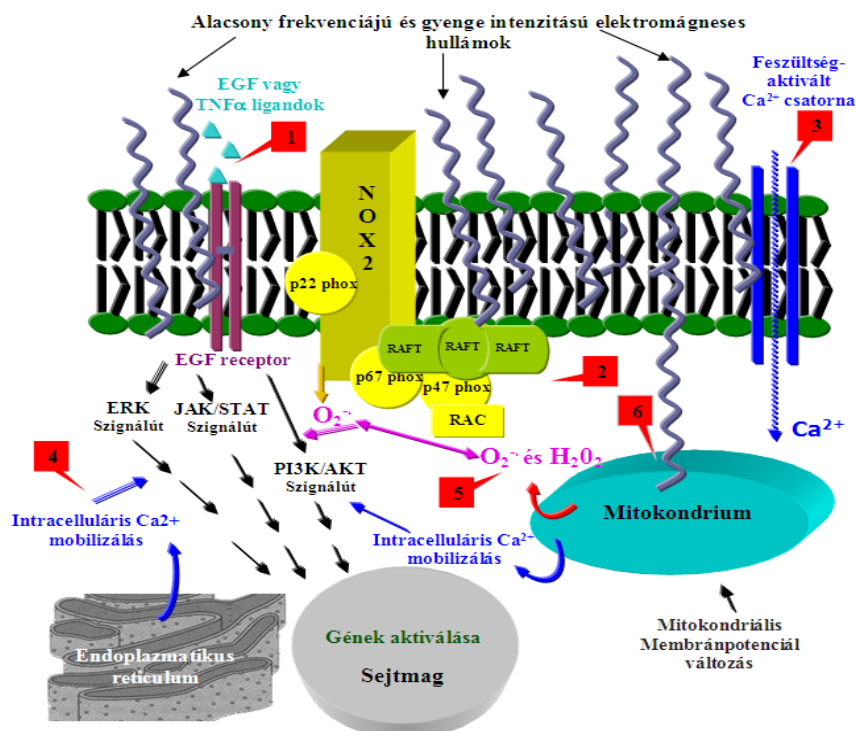 Alacsony frekvenciájú és gyenge intenzitású elektromágneses
hullámok
EGF vagy
TNFα ligandok
Feszültség-
aktivált
Ca²⁺ csatorna
1
3
N
O
X
2
p22 phox
RAFT
RAFT
RAFT
EGF receptor
p67 phox
p47 phox
2
RAC
ERK
Szignálút
JAK/STAT
Szignálút
O₂⁻·
6
Ca²⁺
4
PI3K/AKT
Szignálút
O₂⁻· és H₂0₂
5
Mitokondrium
Intracelluláris Ca2+
mobilizálás
Intracelluláris Ca²⁺
mobilizálás
Gének aktiválása
Sejtmag
Endoplazmatikus
reticulum
Mitokondriális
Membránpotenciál
változás